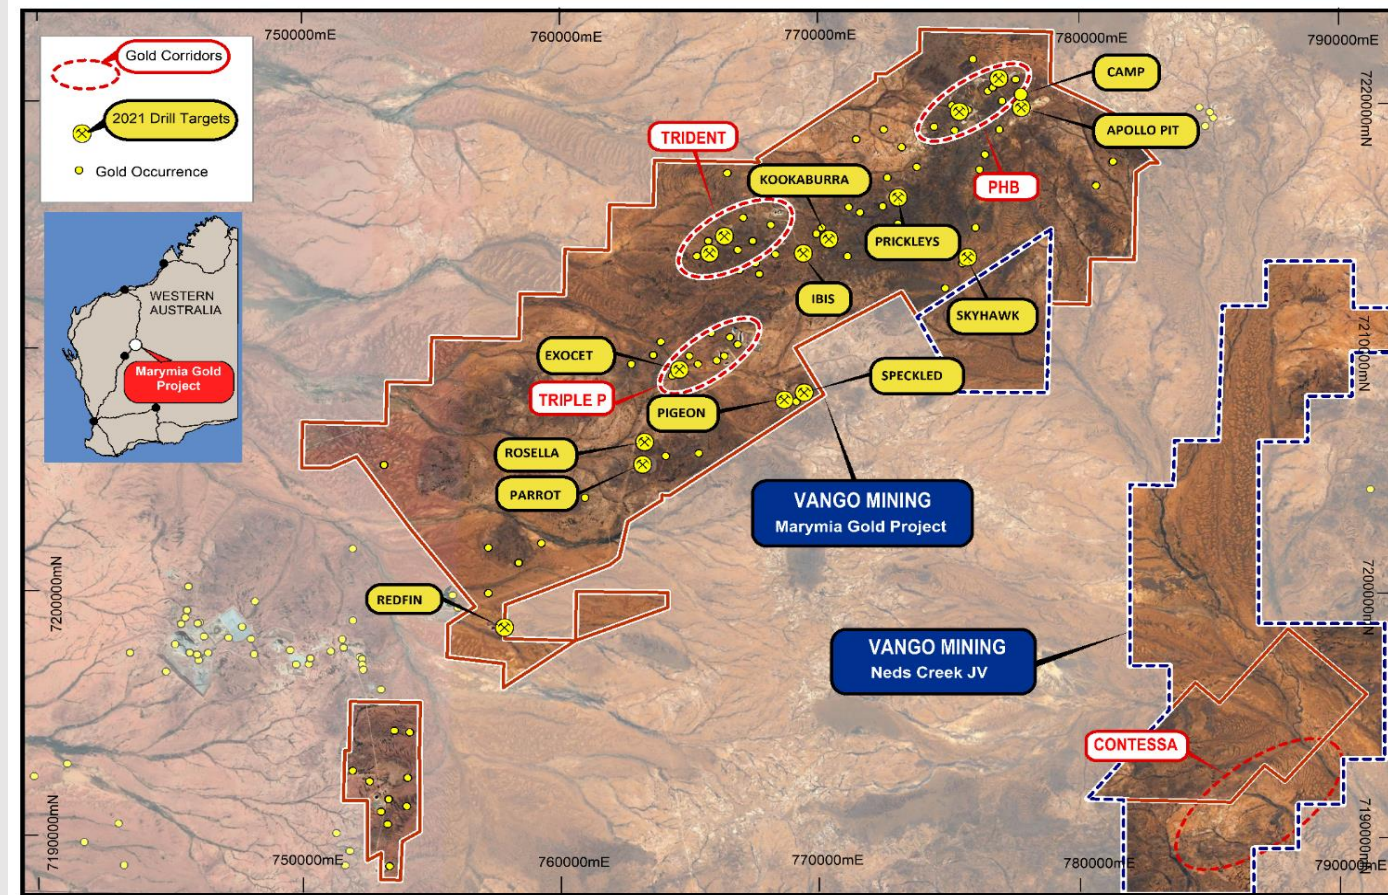 750000mE
760000mE
770000mE
780000mE
790000mE
Gold Corridors
2021 Drill Targets
Gold Occurrence
WESTERN
AUSTRALIA
Marymia Gold
Project
CAMP
7220000mN
APOLLO PIT
TRIDENT
KOOKABURRA
PHB
PRICKLEYS
IBIS
SKYHAWK
7210000mN
EXOCET
SPECKLED
TRIPLE P
PIGEON
ROSELLA
PARROT
VANGO MINING
Marymia Gold Project
7200000mN
7200000mN
REDFIN
VANGO MINING
Neds Creek JV
CONTESSA
7190000mN
7190000mN
750000mE
760000mE
770000mE
780000mE
790000mE